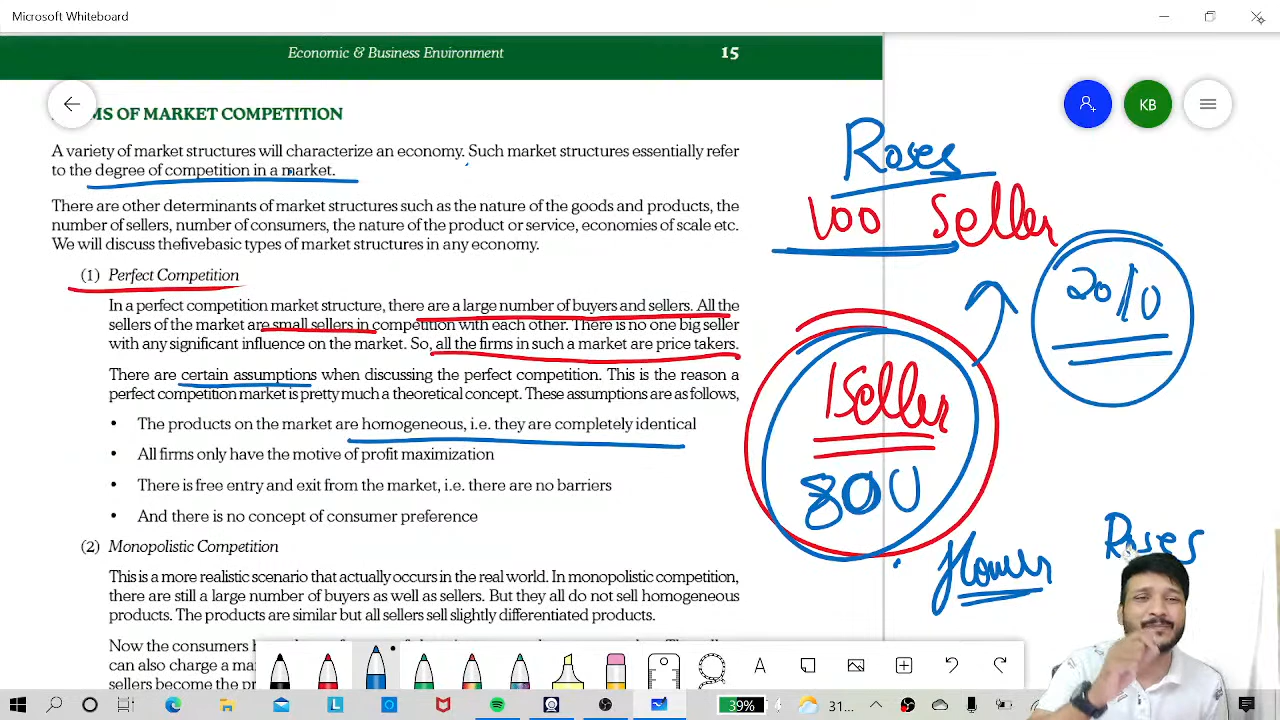 Microsoft Whiteboard
Economic & Business Environment 15
MS OF MARKET COMPETITION
A variety of market structures will characterize an economy. Such market structures essentially refer
to the degree of competition in a market.
There are other determinants of market structures such as the nature of the goods and products, the
number of sellers, number of consumers, the nature of the product or service, economies of scale etc.
We will discuss thefivebasic types of market structures in any economy.
(1) Perfect Competition
In a perfect competition market structure, there are a large number of buyers and sellers. All the
sellers of the market are small sellers in competition with each other. There is no one big seller
with any significant influence on the market. So, all the firms in such a market are price takers.
There are certain assumptions when discussing the perfect competition. This is the reason a
perfect competition market is pretty much a theoretical concept. These assumptions are as follows,
• The products on the market are homogeneous, i.e. they are completely identical
• All firms only have the motive of profit maximization
• There is free entry and exit from the market, i.e. there are no barriers
• And there is no concept of consumer preference
(2) Monopolistic Competition
This is a more realistic scenario that actually occurs in the real world. In monopolistic competition,
there are still a large number of buyers as well as sellers. But they all do not sell homogeneous
products. The products are similar but all sellers sell slightly differentiated products.
Now the consumers
can also charge a
sellers become the
KB
Roses
100 Seller
20%
1 Seller
80U
flower
Roses
A
39%
31...